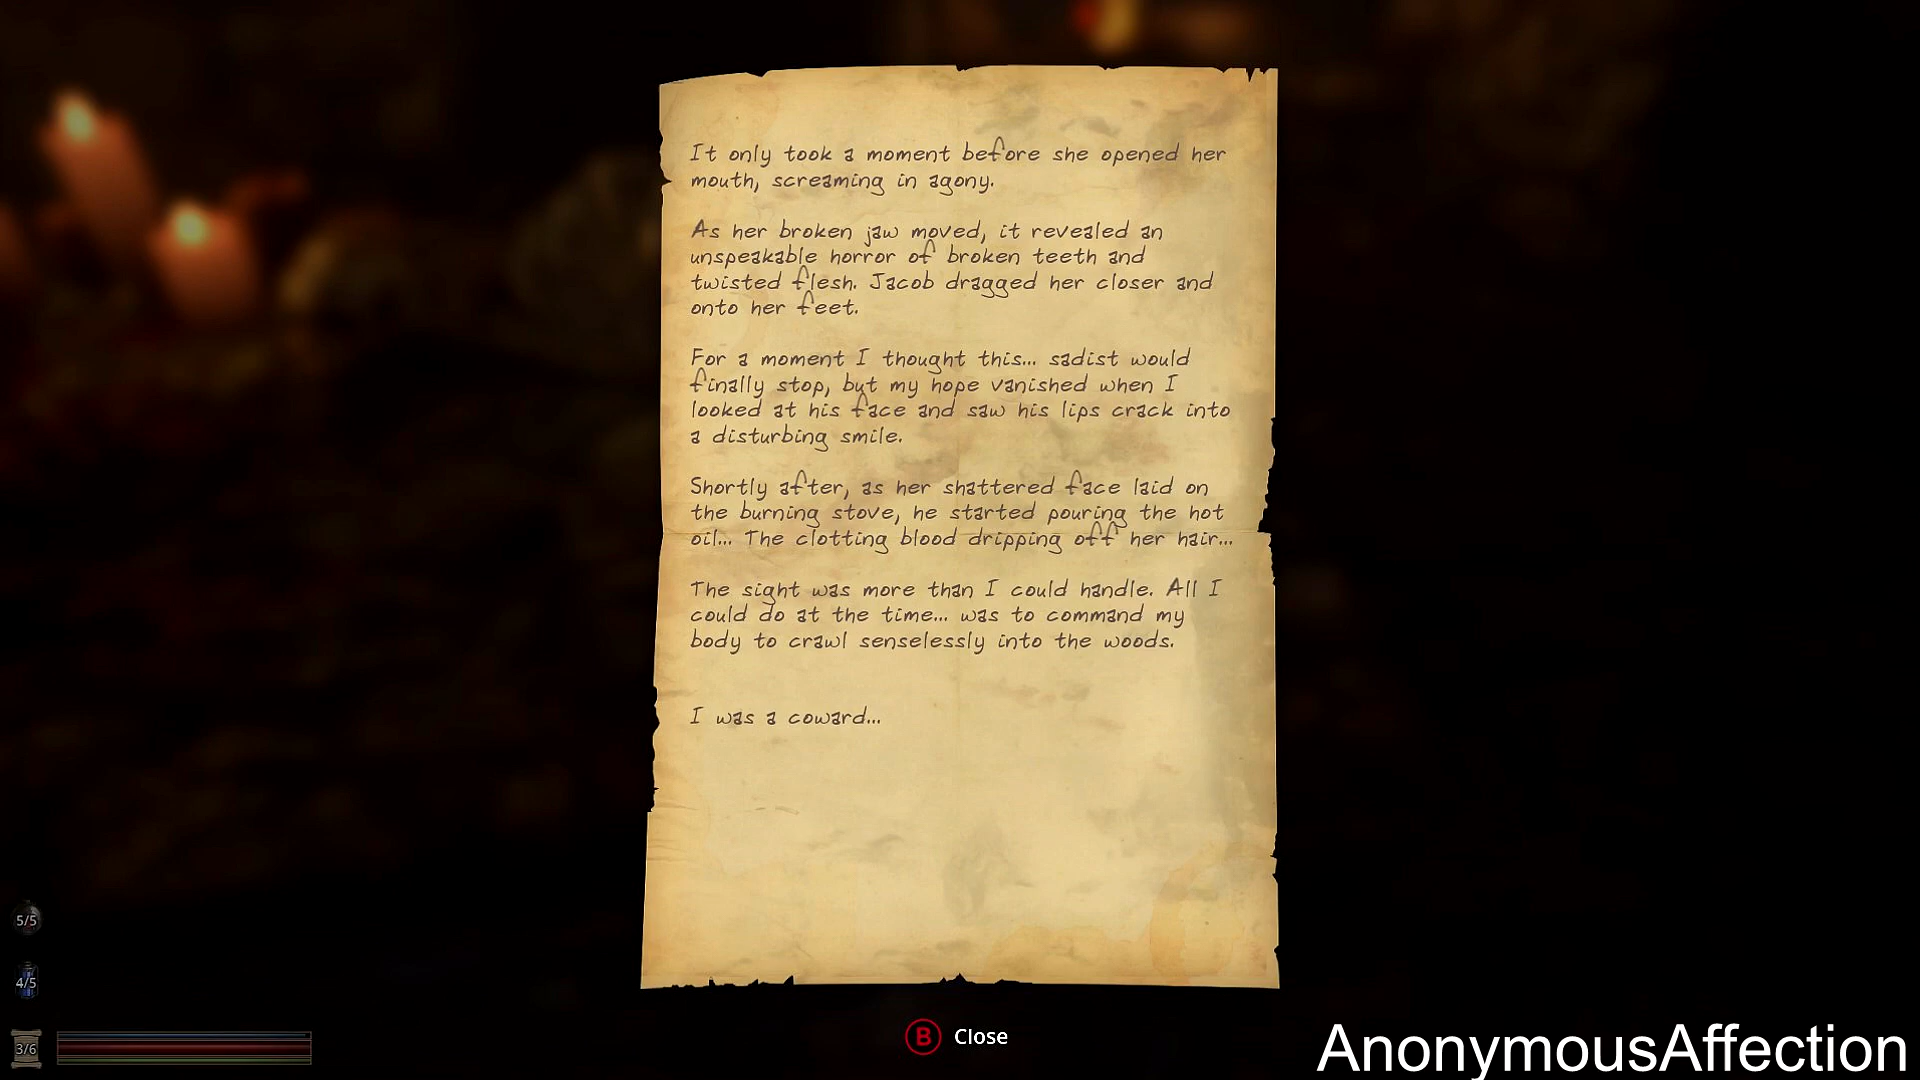 It only took a moment before she opened her
mouth, screaming in agony.
As her broken jaw moved, it revealed an
unspeakable horror of broken teeth and
twisted flesh. Jacob dragged her closer and
onto her feet.
For a moment I thought this... sadist would
finally stop, but my hope vanished when I
looked at his face and saw his lips crack into
a disturbing smile.
Shortly after, as her shattered face laid on
the burning stove, he started pouring the hot
oil... The clotting blood dripping off her hair...
The sight was more than I could handle. All I
could do at the time... was to command my
body to crawl senselessly into the woods.
I was a coward...
5/5
4/5
3/6
B Close
AnonymousAffection